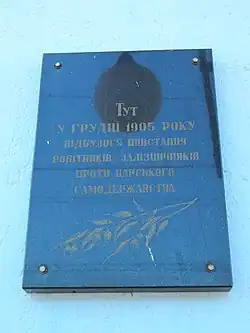 Тут
у грудні 1905 року
відбулося повстання
робітників залізничників
проти царського
самодержавства